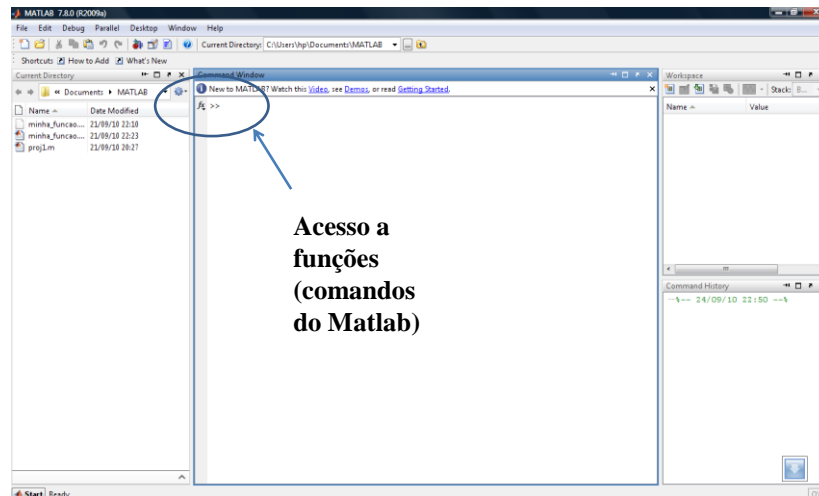 MATLAB 7.8.0 (R2009a)
File Edit Debug Parallel Desktop Window Help
Current Directory: C:\Users\hp\Documents\MATLAB
Shortcuts How to Add What's New
Current Directory
« Documents ▸ MATLAB
Name Date Modified
minha_funcao.... 21/09/10 22:10
minha_funcao.... 21/09/10 22:23
proj1.m 21/09/10 20:27
Command Window
New to MATLAB? Watch this Video, see Demos, or read Getting Started.
fx >>
Acesso a
funções
(comandos
do Matlab)
Workspace
Stack: B...
Name Value
Command History
%-- 24/09/10 22:50 --%
Start Ready